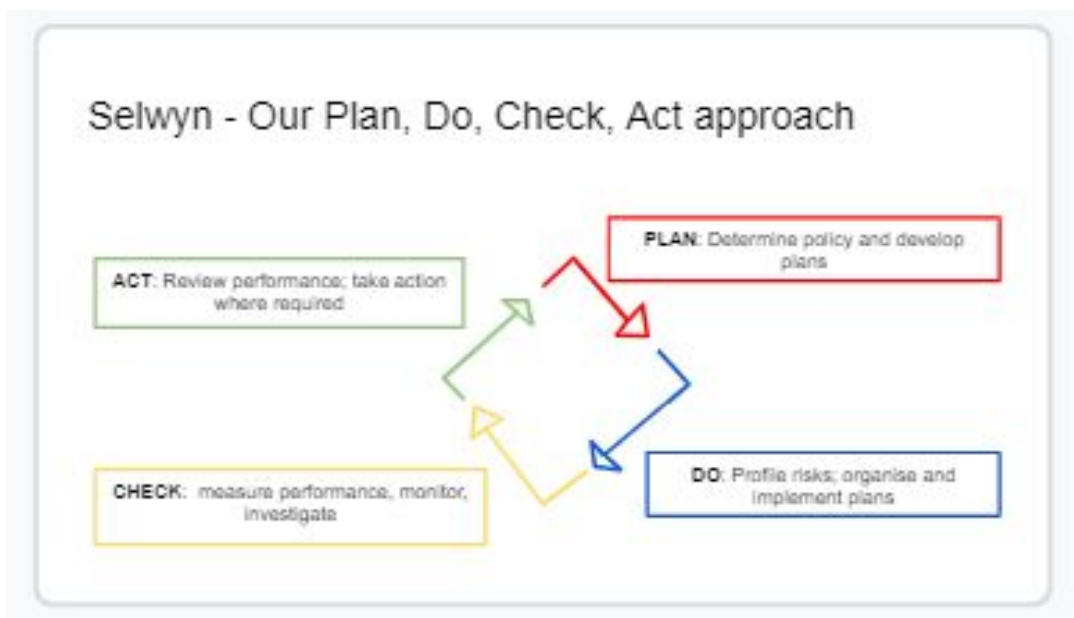 Selwyn - Our Plan, Do, Check, Act approach
PLAN: Determine policy and develop
plans
ACT: Review performance; take action
where required
DO: Profile risks; organise and
implement plans
CHECK: measure performance, monitor,
investigate